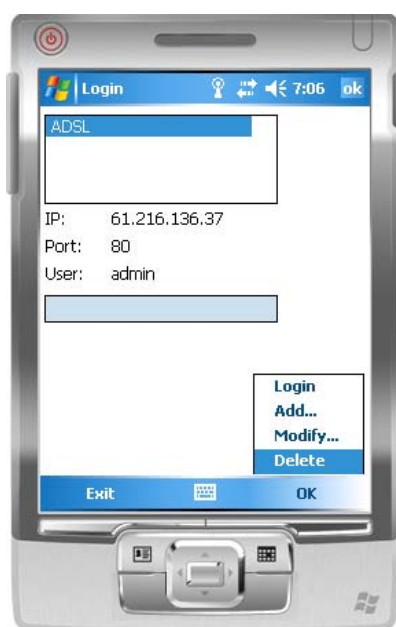 Login 7:06 ok
ADSL
IP: 61.216.136.37
Port: 80
User: admin
Login
Add...
Modify...
Delete
Exit OK